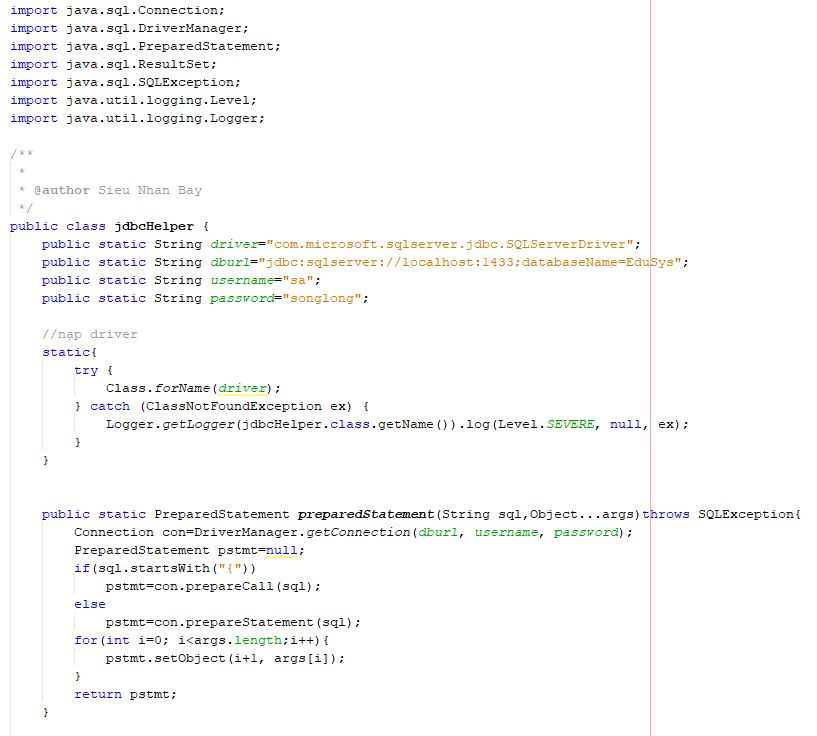 import java.sql.Connection;
import java.sql.DriverManager;
import java.sql.PreparedStatement;
import java.sql.ResultSet;
import java.sql.SQLException;
import java.util.logging.Level;
import java.util.logging.Logger;
/**
 *
 * @author Sieu Nhan Bay
 */
public class jdbcHelper {
    public static String driver="com.microsoft.sqlserver.jdbc.SQLServerDriver";
    public static String dburl="jdbc:sqlserver://localhost:1433;databaseName=EduSys";
    public static String username="sa";
    public static String password="songlong";
    //nạp driver
    static{
        try {
            Class.forName(driver);
        } catch (ClassNotFoundException ex) {
            Logger.getLogger(jdbcHelper.class.getName()).log(Level.SEVERE, null, ex);
        }
    }
    public static PreparedStatement preparedStatement(String sql,Object...args)throws SQLException{
        Connection con=DriverManager.getConnection(dburl, username, password);
        PreparedStatement pstmt=null;
        if(sql.startsWith("{"))
            pstmt=con.prepareCall(sql);
        else
            pstmt=con.prepareStatement(sql);
        for(int i=0; i<args.length;i++){
            pstmt.setObject(i+1, args[i]);
        }
        return pstmt;
    }